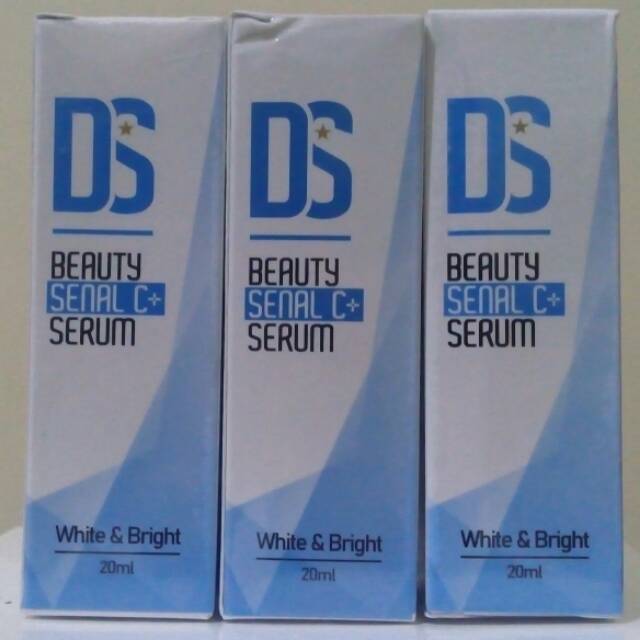 DS
BEAUTY
SENAL C+
SERUM
White & Bright
20ml
DS
BEAUTY
SENAL C+
SERUM
White & Bright
20ml
DS
BEAUTY
SENAL C+
SERUM
White & Bright
20ml